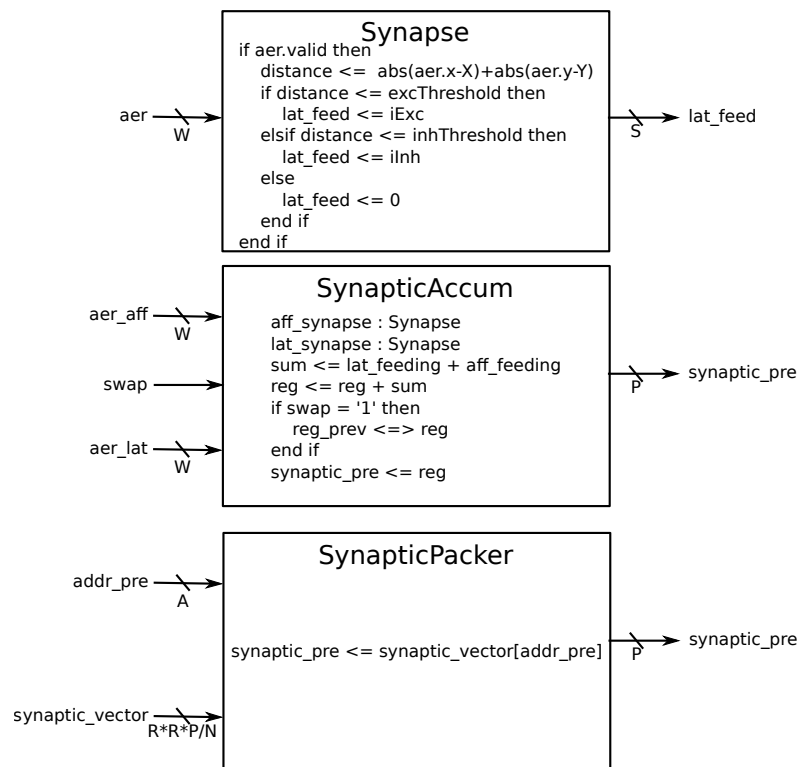 Synapse
if aer.valid then
distance <= abs(aer.x-X)+abs(aer.y-Y)
if distance <= excThreshold then
lat_feed <= iExc
elsif distance <= inhThreshold then
lat_feed <= iInh
else
lat_feed <= 0
end if
end if
aer
W
S
lat_feed
SynapticAccum
aff_synapse : Synapse
lat_synapse : Synapse
sum <= lat_feeding + aff_feeding
reg <= reg + sum
if swap = '1' then
reg_prev <=> reg
end if
synaptic_pre <= reg
aer_aff
W
swap
aer_lat
W
P
synaptic_pre
SynapticPacker
addr_pre
A
synaptic_pre <= synaptic_vector[addr_pre]
P
synaptic_pre
synaptic_vector
R*R*P/N